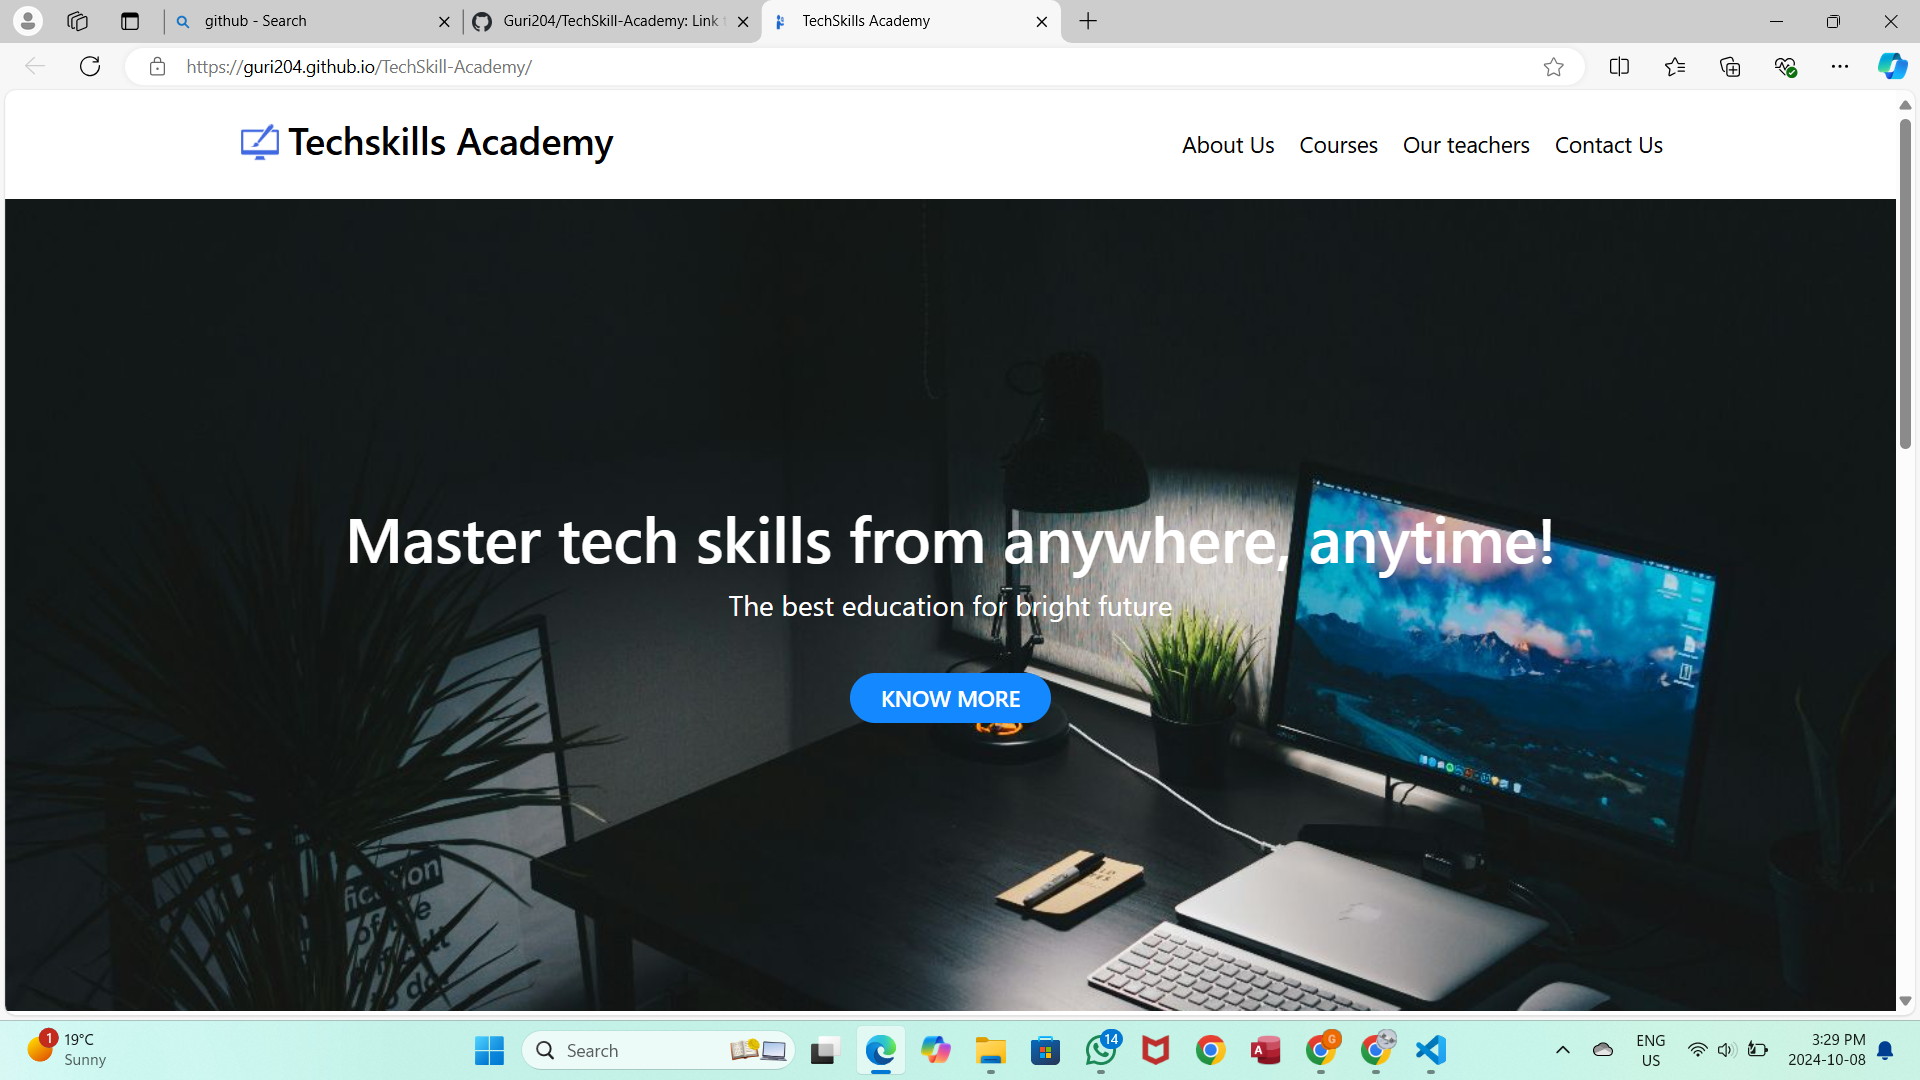 github - Search
Guri204/TechSkill-Academy: Link t
TechSkills Academy
https://guri204.github.io/TechSkill-Academy/
Techskills Academy
About Us Courses Our teachers Contact Us
Master tech skills from anywhere, anytime!
The best education for bright future
KNOW MORE
1
19°C
Sunny
Search
14
A
G
ENG
US
3:29 PM
2024-10-08